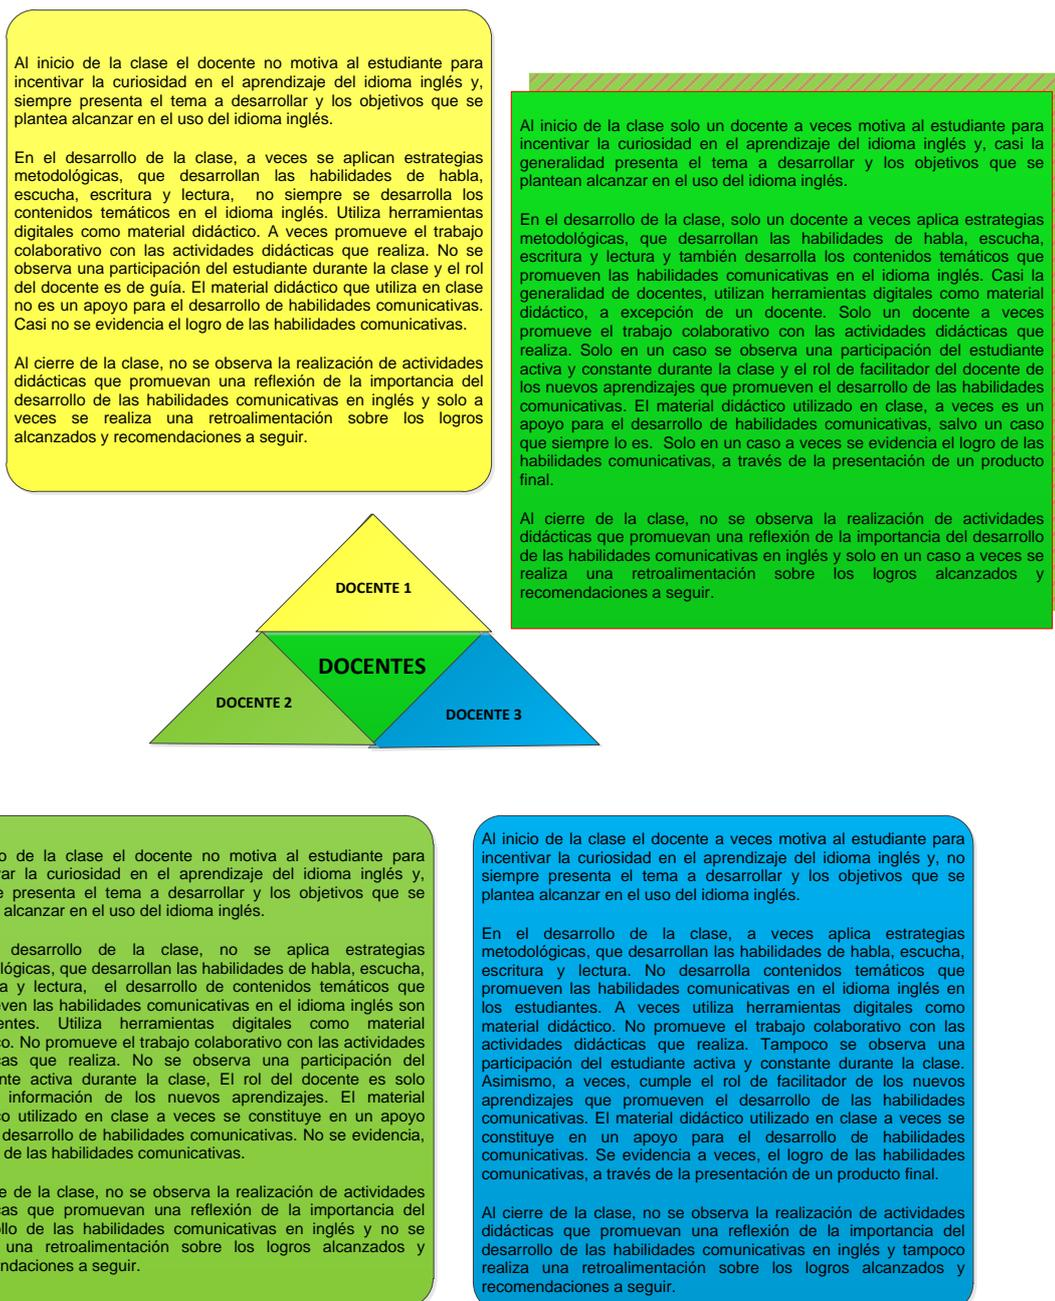 Al inicio de la clase el docente no motiva al estudiante para
incentivar la curiosidad en el aprendizaje del idioma inglés y,
siempre presenta el tema a desarrollar y los objetivos que se
plantea alcanzar en el uso del idioma inglés.
En el desarrollo de la clase, a veces se aplican estrategias
metodológicas, que desarrollan las habilidades de habla,
escucha, escritura y lectura, no siempre se desarrolla los
contenidos temáticos en el idioma inglés. Utiliza herramientas
digitales como material didáctico. A veces promueve el trabajo
colaborativo con las actividades didácticas que realiza. No se
observa una participación del estudiante durante la clase y el rol
del docente es de guía. El material didáctico que utiliza en clase
no es un apoyo para el desarrollo de habilidades comunicativas.
Casi no se evidencia el logro de las habilidades comunicativas.
Al cierre de la clase, no se observa la realización de actividades
didácticas que promuevan una reflexión de la importancia del
desarrollo de las habilidades comunicativas en inglés y solo a
veces se realiza una retroalimentación sobre los logros
alcanzados y recomendaciones a seguir.
Al inicio de la clase solo un docente a veces motiva al estudiante para
incentivar la curiosidad en el aprendizaje del idioma inglés y, casi la
generalidad presenta el tema a desarrollar y los objetivos que se
plantean alcanzar en el uso del idioma inglés.
En el desarrollo de la clase, solo un docente a veces aplica estrategias
metodológicas, que desarrollan las habilidades de habla, escucha,
escritura y lectura y también desarrolla los contenidos temáticos que
promueven las habilidades comunicativas en el idioma inglés. Casi la
generalidad de docentes, utilizan herramientas digitales como material
didáctico, a excepción de un docente. Solo un docente a veces
promueve el trabajo colaborativo con las actividades didácticas que
realiza. Solo en un caso se observa una participación del estudiante
activa y constante durante la clase y el rol de facilitador del docente de
los nuevos aprendizajes que promueven el desarrollo de las habilidades
comunicativas. El material didáctico utilizado en clase, a veces es un
apoyo para el desarrollo de habilidades comunicativas, salvo un caso
que siempre lo es. Solo en un caso a veces se evidencia el logro de las
habilidades comunicativas, a través de la presentación de un producto
final.
Al cierre de la clase, no se observa la realización de actividades
didácticas que promuevan una reflexión de la importancia del desarrollo
de las habilidades comunicativas en inglés y solo en un caso a veces se
realiza una retroalimentación sobre los logros alcanzados y
recomendaciones a seguir.
DOCENTE 1
DOCENTES
DOCENTE 2
DOCENTE 3
de la clase el docente no motiva al estudiante para
la curiosidad en el aprendizaje del idioma inglés y,
presenta el tema a desarrollar y los objetivos que se
alcanzar en el uso del idioma inglés.
desarrollo de la clase, no se aplica estrategias
lógicas, que desarrollan las habilidades de habla, escucha,
y lectura, el desarrollo de contenidos temáticos que
ven las habilidades comunicativas en el idioma inglés son
entes. Utiliza herramientas digitales como material
co. No promueve el trabajo colaborativo con las actividades
cas que realiza. No se observa una participación del
nte activa durante la clase, El rol del docente es solo
información de los nuevos aprendizajes. El material
co utilizado en clase a veces se constituye en un apoyo
desarrollo de habilidades comunicativas. No se evidencia,
de las habilidades comunicativas.
e de la clase, no se observa la realización de actividades
cas que promuevan una reflexión de la importancia del
llo de las habilidades comunicativas en inglés y no se
una retroalimentación sobre los logros alcanzados y
ndaciones a seguir.
Al inicio de la clase el docente a veces motiva al estudiante para
incentivar la curiosidad en el aprendizaje del idioma inglés y, no
siempre presenta el tema a desarrollar y los objetivos que se
plantea alcanzar en el uso del idioma inglés.
En el desarrollo de la clase, a veces aplica estrategias
metodológicas, que desarrollan las habilidades de habla, escucha,
escritura y lectura. No desarrolla contenidos temáticos que
promueven las habilidades comunicativas en el idioma inglés en
los estudiantes. A veces utiliza herramientas digitales como
material didáctico. No promueve el trabajo colaborativo con las
actividades didácticas que realiza. Tampoco se observa una
participación del estudiante activa y constante durante la clase.
Asimismo, a veces, cumple el rol de facilitador de los nuevos
aprendizajes que promueven el desarrollo de las habilidades
comunicativas. El material didáctico utilizado en clase a veces se
constituye en un apoyo para el desarrollo de habilidades
comunicativas. Se evidencia a veces, el logro de las habilidades
comunicativas, a través de la presentación de un producto final.
Al cierre de la clase, no se observa la realización de actividades
didácticas que promuevan una reflexión de la importancia del
desarrollo de las habilidades comunicativas en inglés y tampoco
realiza una retroalimentación sobre los logros alcanzados y
recomendaciones a seguir.